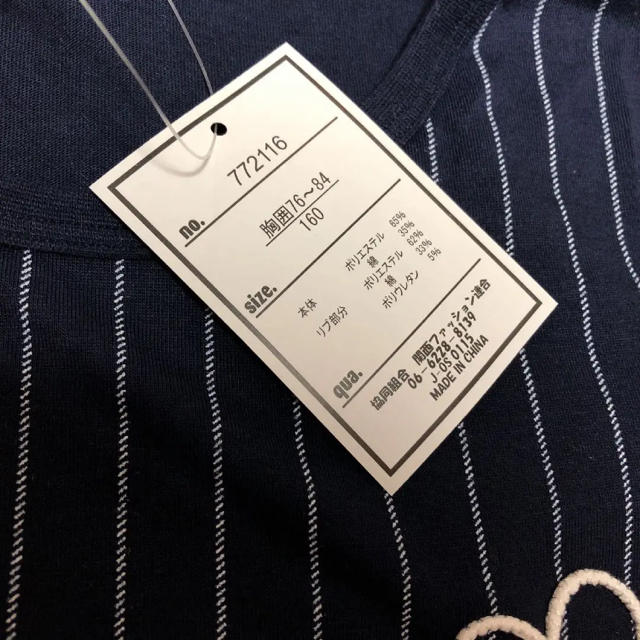 no. 772116
size. 胸囲76～84
160
本体 ポリエステル 65%
綿 35%
リブ部分 ポリエステル 62%
綿 33%
ポリウレタン 5%
qua.
協同組合 関西ファッション連合
06-6228-8139
J-05-0115
MADE IN CHINA